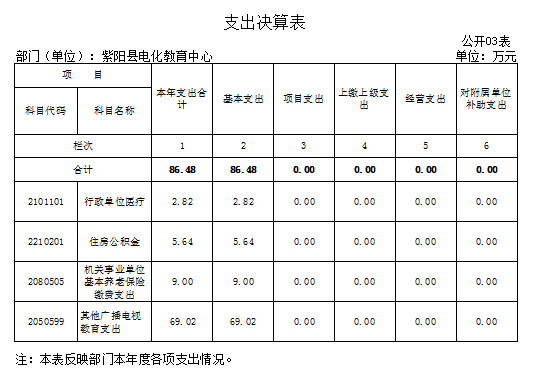 支出决算表
公开03表
部门（单位）：紫阳县电化教育中心 单位：万元
项 目 本年支出合计 基本支出 项目支出 上缴上级支出 经营支出 对附属单位补助支出
科目代码 科目名称
栏次 1 2 3 4 5 6
合计 86.48 86.48 0.00 0.00 0.00 0.00
2101101 行政单位医疗 2.82 2.82 0.00 0.00 0.00 0.00
2210201 住房公积金 5.64 5.64 0.00 0.00 0.00 0.00
2080505 机关事业单位基本养老保险缴费支出 9.00 9.00 0.00 0.00 0.00 0.00
2050599 其他广播电视教育支出 69.02 69.02 0.00 0.00 0.00 0.00
注：本表反映部门本年度各项支出情况。